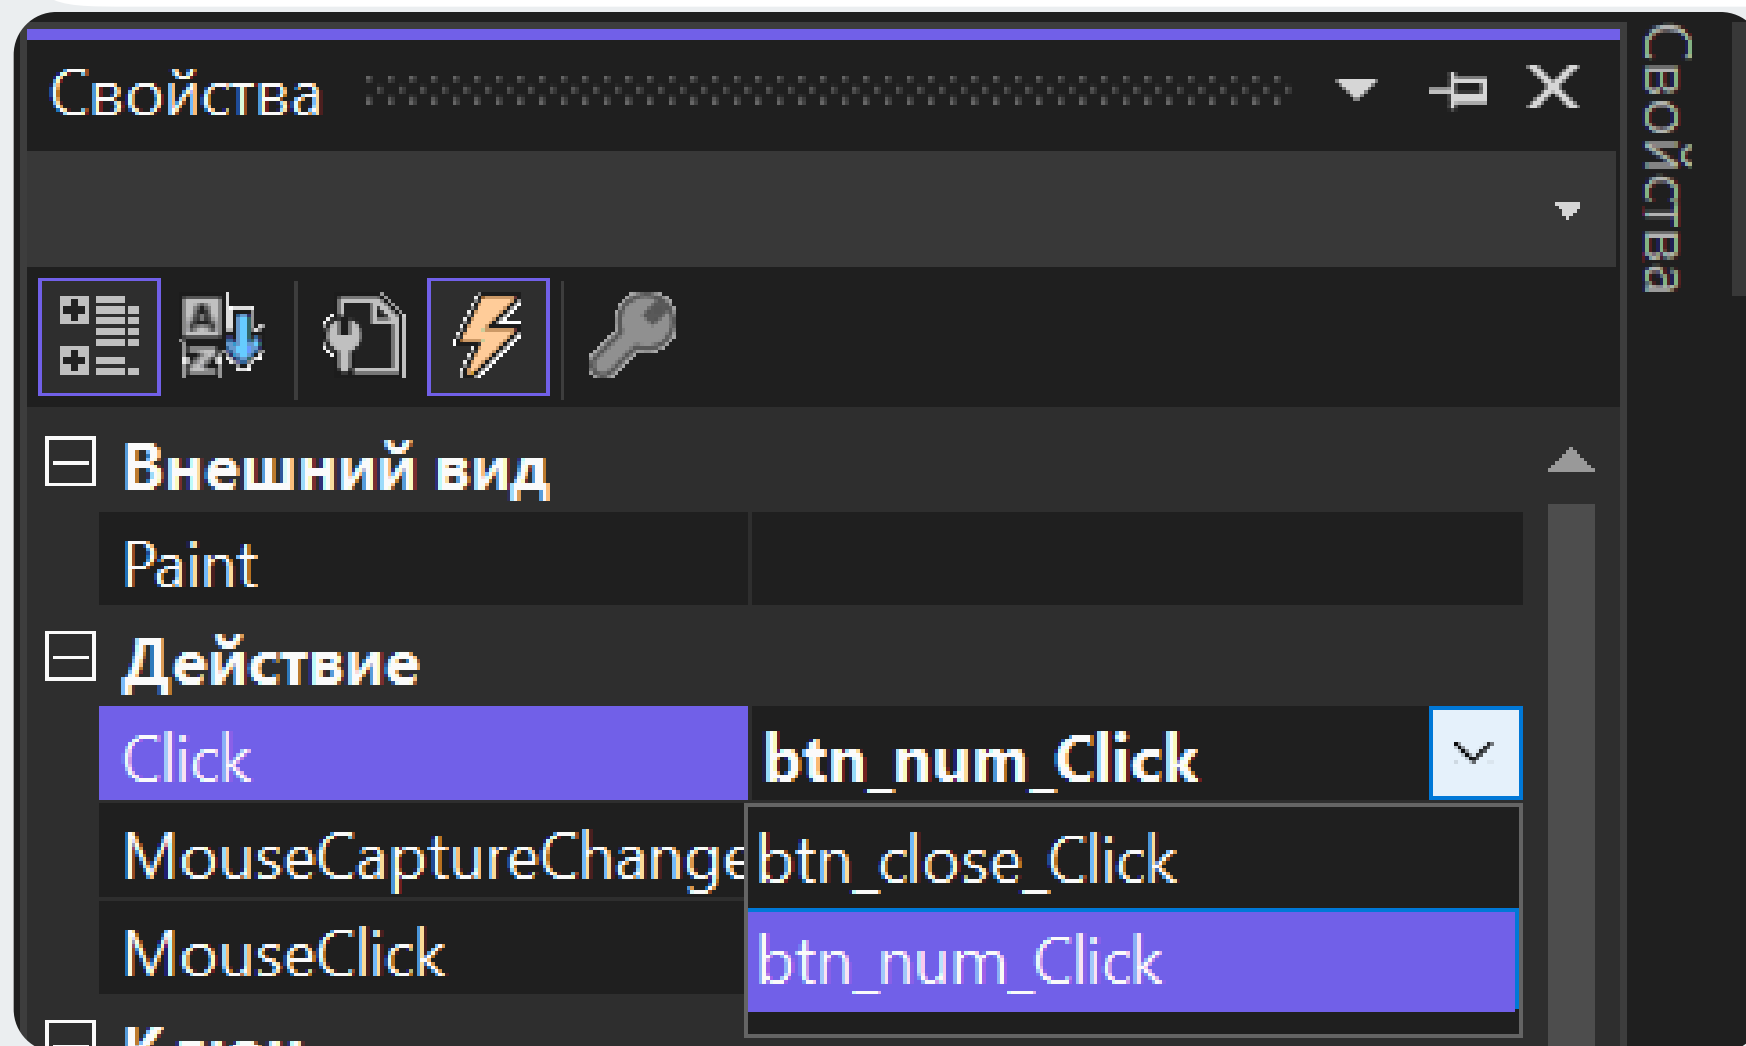 Свойства
Внешний вид
Paint
Действие
Click btn_num_Click
MouseCaptureChange btn_close_Click
MouseClick btn_num_Click
Свойства